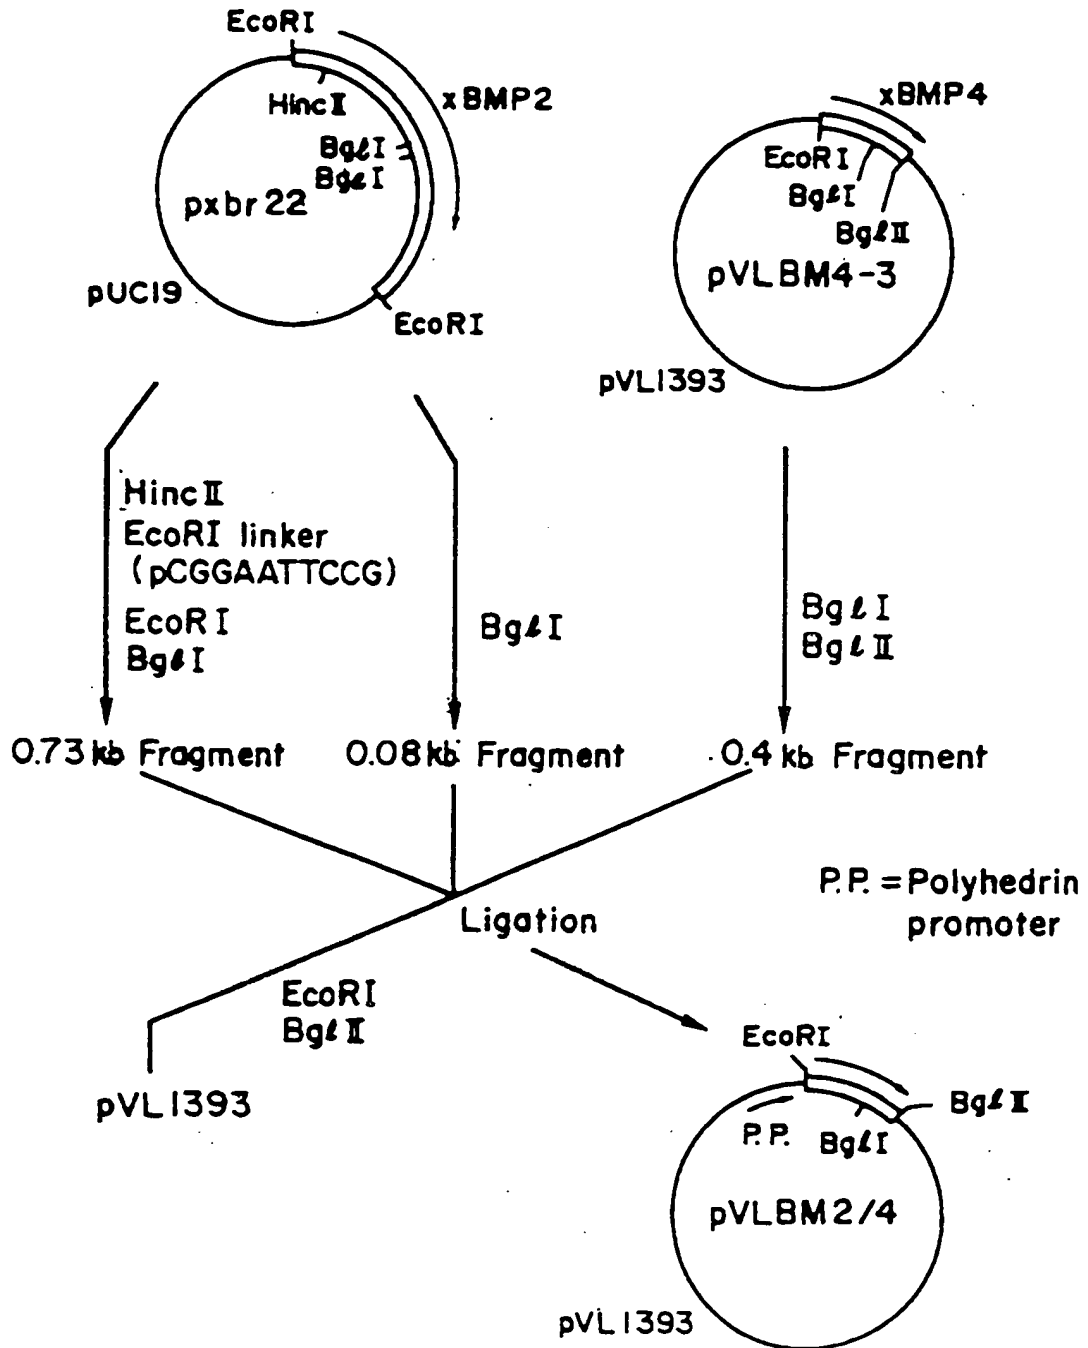 EcoRI
xBMP2
HincII
BglI
BglI
pxbr22
pUC19
EcoRI
xBMP4
EcoRI
BglI
BglII
pVLBM4-3
pVL1393
HincII
EcoRI linker
(pCGGAATTCCG)
EcoRI
BglI
BglI
BglI
BglII
0.73 kb Fragment
0.08 kb Fragment
0.4 kb Fragment
P.P. = Polyhedrin
promoter
Ligation
EcoRI
BglII
pVL1393
EcoRI
BglII
P.P.
BglI
pVLBM2/4
pVL1393